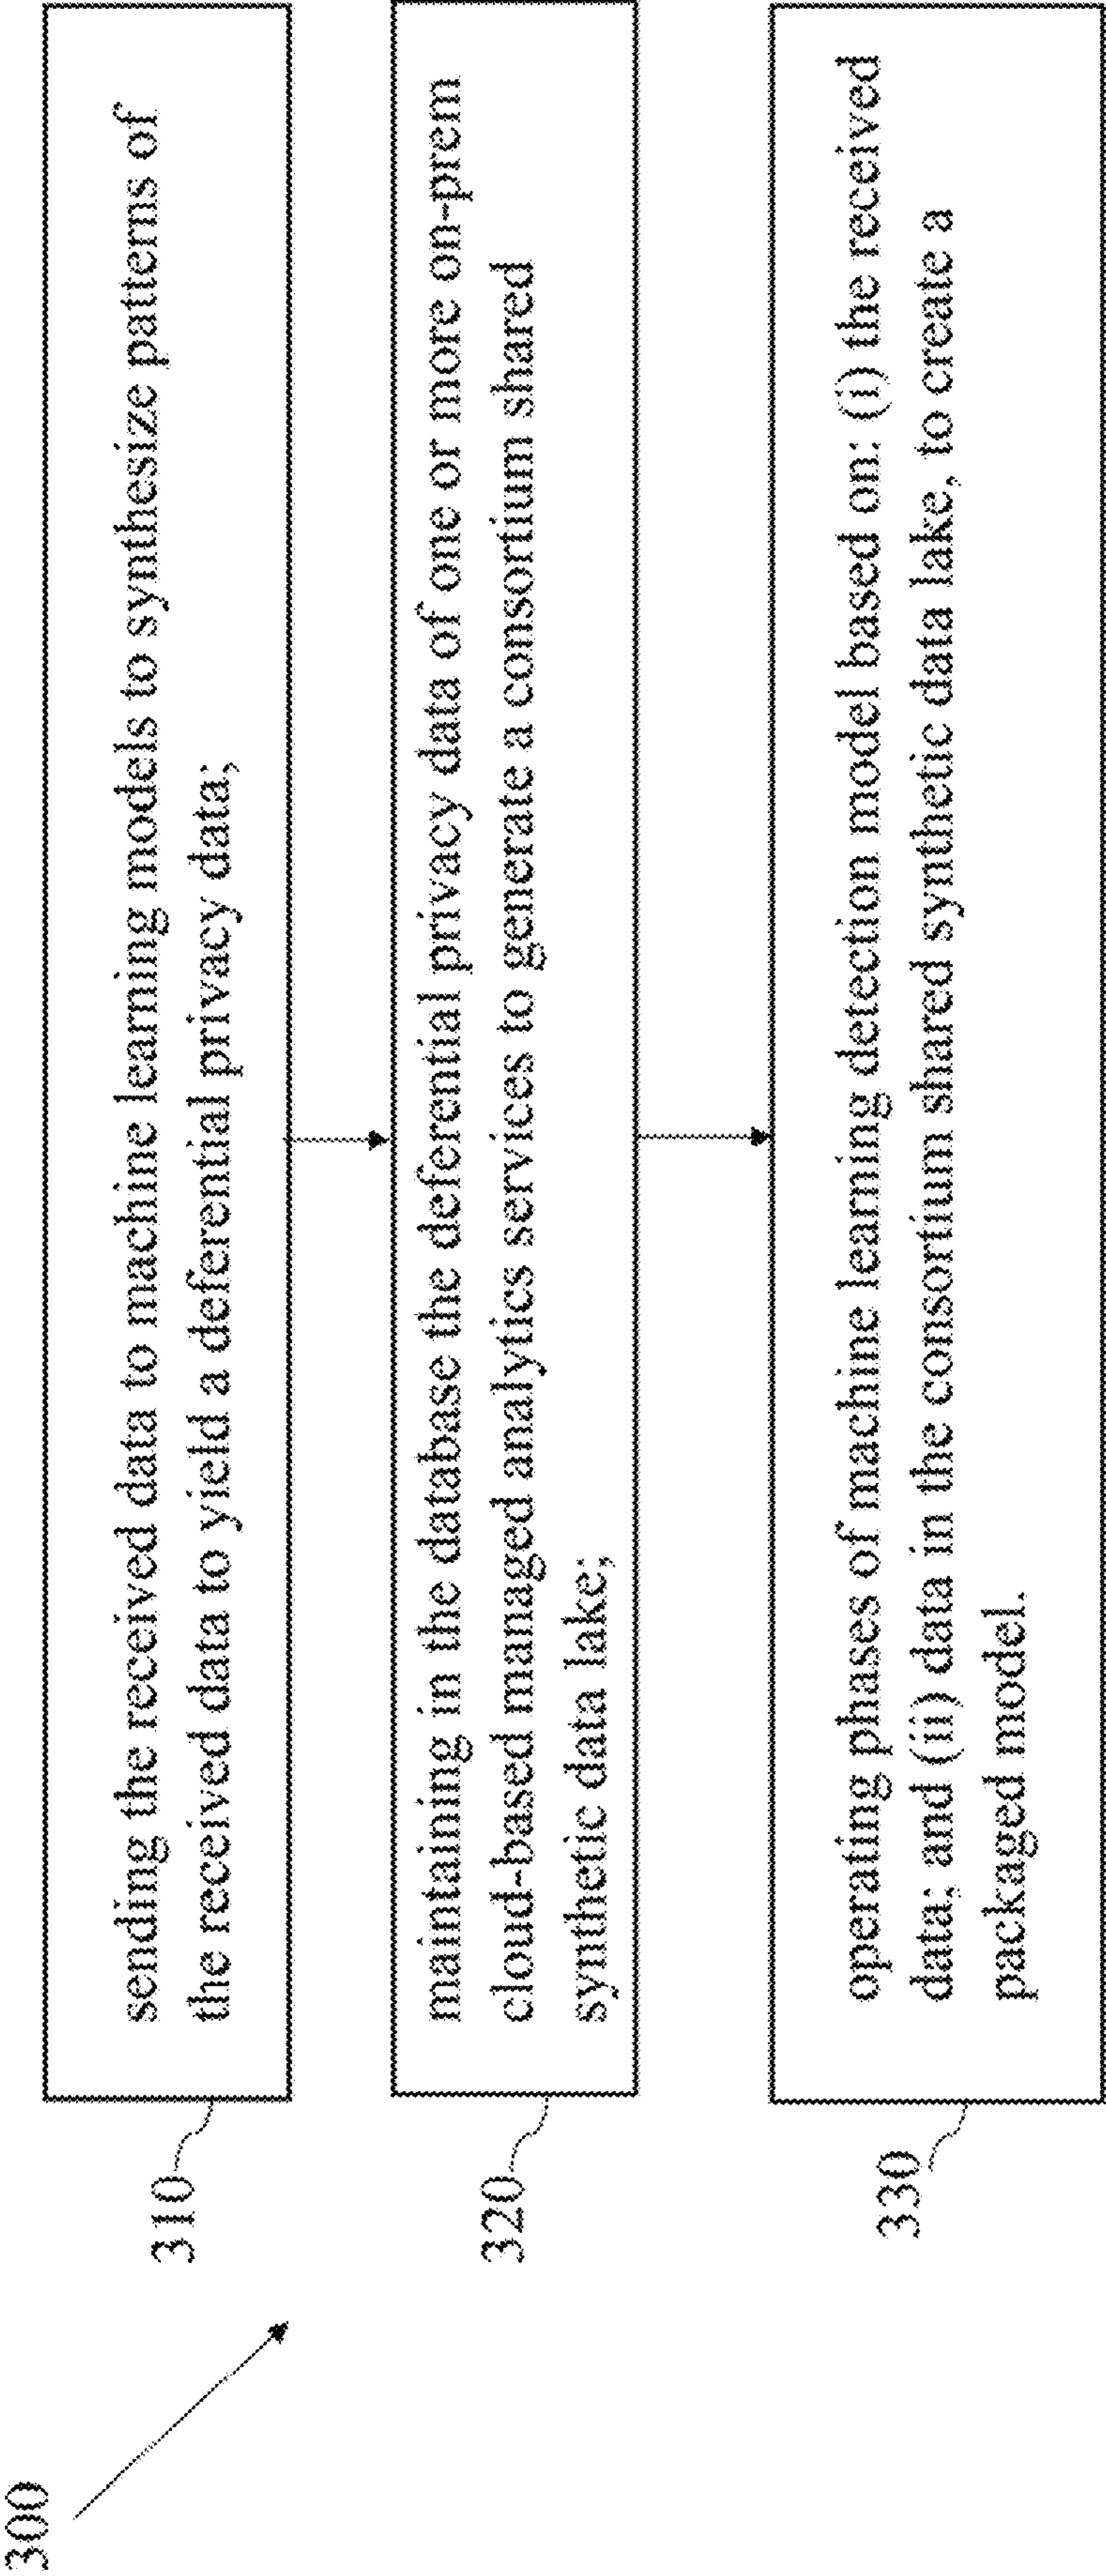 300
310
sending the received data to machine learning models to synthesize patterns of
the received data to yield a deferential privacy data;
320
maintaining in the database the deferential privacy data of one or more on-prem
cloud-based managed analytics services to generate a consortium shared
synthetic data lake;
330
operating phases of machine learning detection model based on: (i) the received
data; and (ii) data in the consortium shared synthetic data lake, to create a
packaged model.